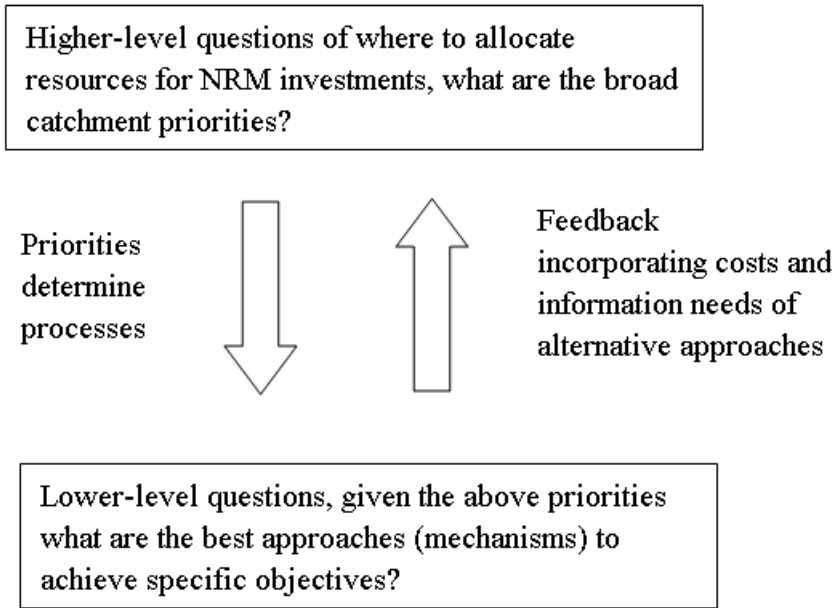 Higher-level questions of where to allocate
resources for NRM investments, what are the broad
catchment priorities?
Priorities
determine
processes
Feedback
incorporating costs and
information needs of
alternative approaches
Lower-level questions, given the above priorities
what are the best approaches (mechanisms) to
achieve specific objectives?